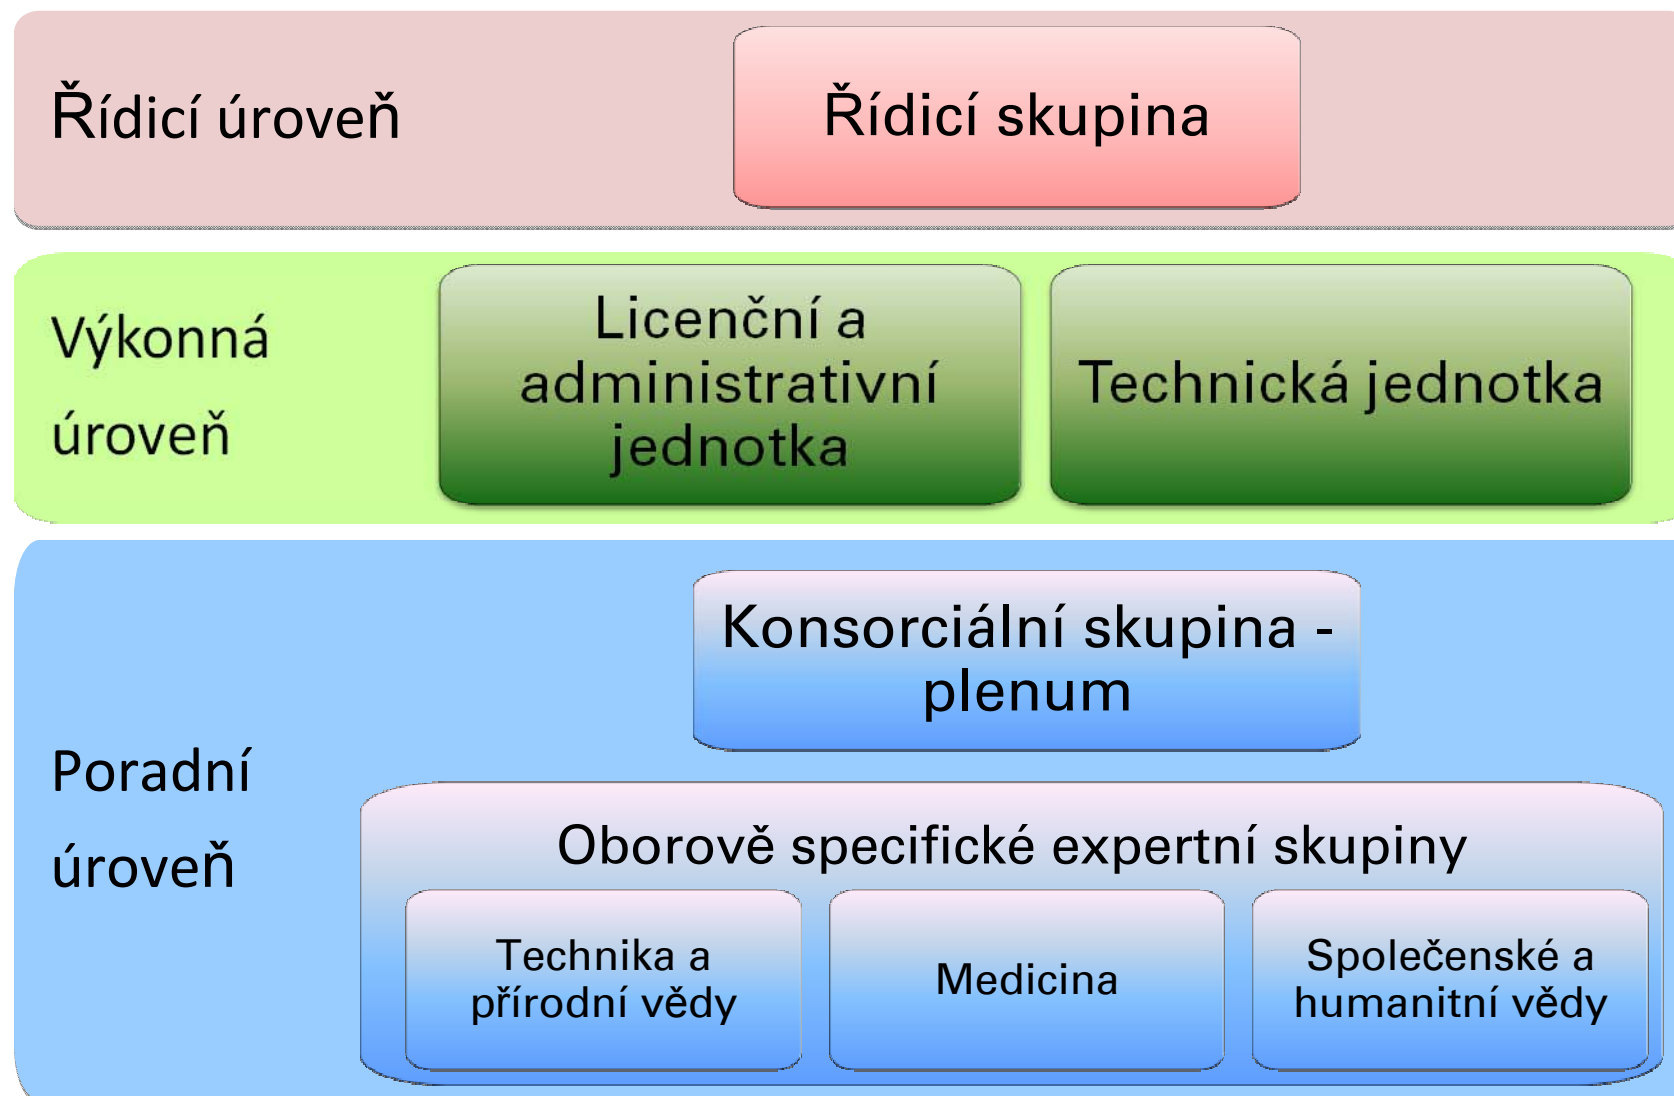 Řídicí úroveň
Řídicí skupina
Výkonná
úroveň
Licenční a
administrativní
jednotka
Technická jednotka
Poradní
úroveň
Konsorciální skupina -
plenum
Oborově specifické expertní skupiny
Technika a
přírodní vědy
Medicina
Společenské a
humanitní vědy